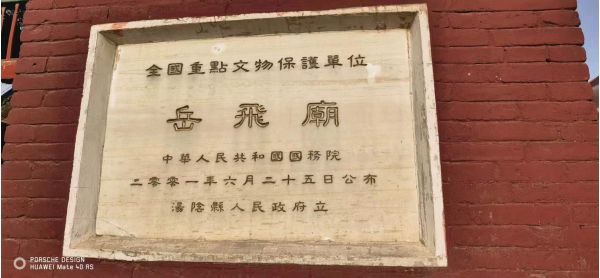 全國重點文物保護單位
岳飛廟
中華人民共和國國務院
二零零一年六月二十五日公布
湯陰縣人民政府立
PORSCHE DESIGN
HUAWEI Mate 40 RS